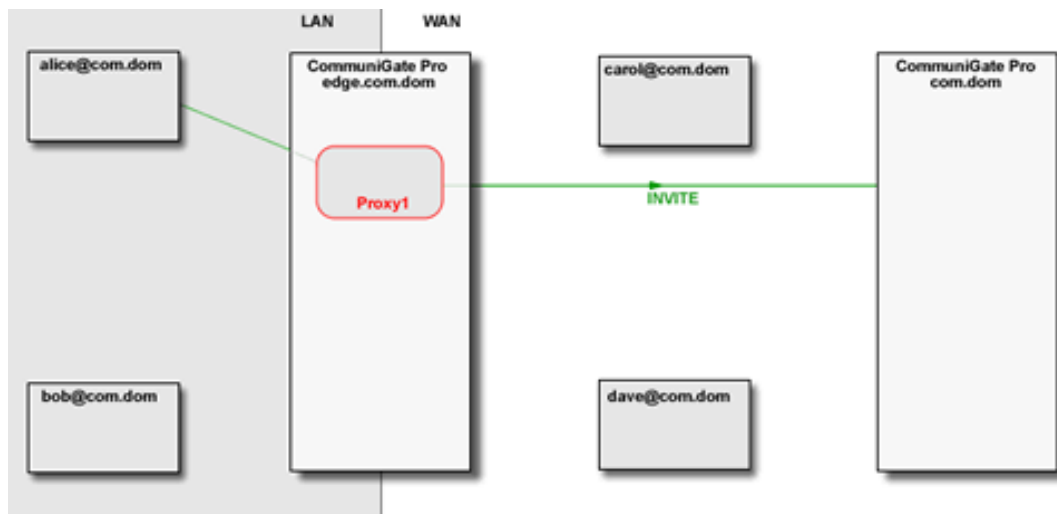 LAN
WAN
alice@com.dom
CommuniGate Pro
edge.com.dom
carol@com.dom
CommuniGate Pro
com.dom
Proxy1
INVITE
bob@com.dom
dave@com.dom